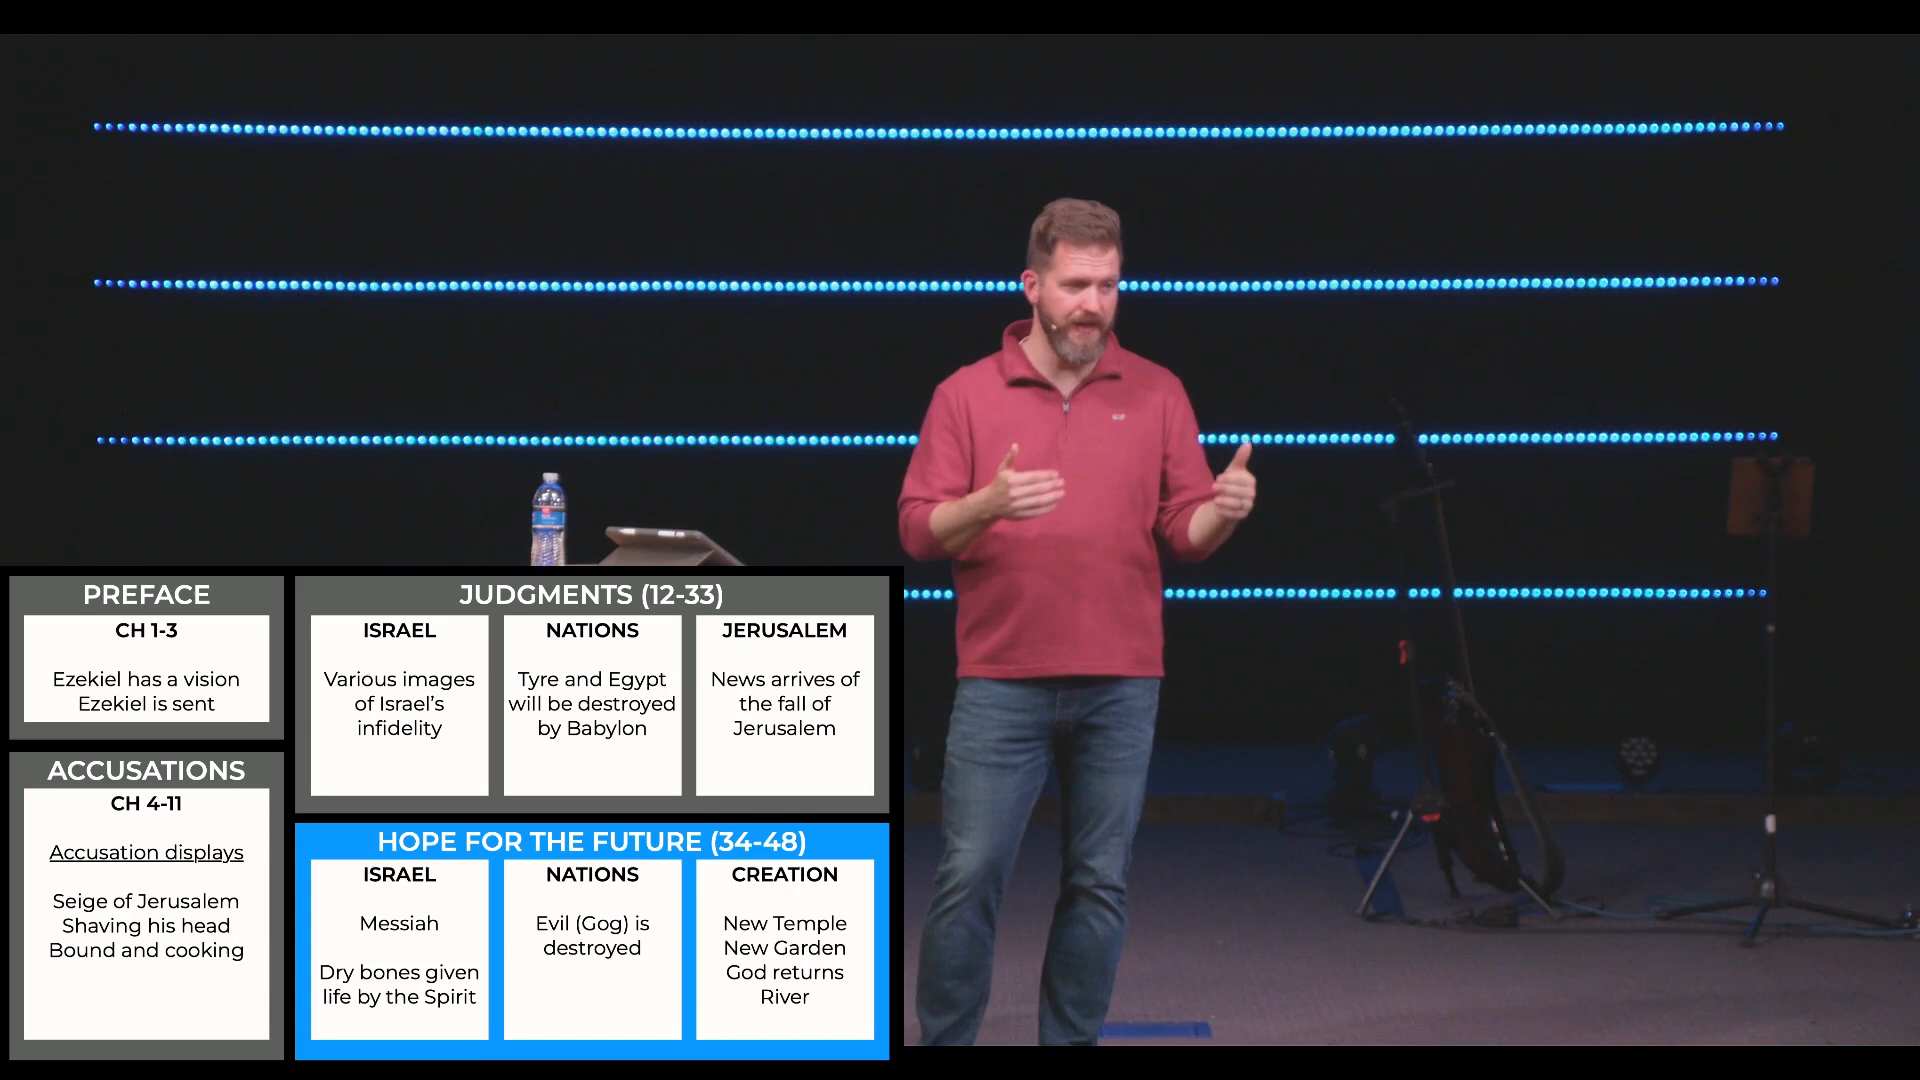 PREFACE
CH 1-3
Ezekiel has a vision
Ezekiel is sent
ACCUSATIONS
CH 4-11
Accusation displays
Seige of Jerusalem
Shaving his head
Bound and cooking
JUDGMENTS (12-33)
ISRAEL
Various images
of Israel's
infidelity
NATIONS
Tyre and Egypt
will be destroyed
by Babylon
JERUSALEM
News arrives of
the fall of
Jerusalem
HOPE FOR THE FUTURE (34-48)
ISRAEL
Messiah
Dry bones given
life by the Spirit
NATIONS
Evil (Gog) is
destroyed
CREATION
New Temple
New Garden
God returns
River